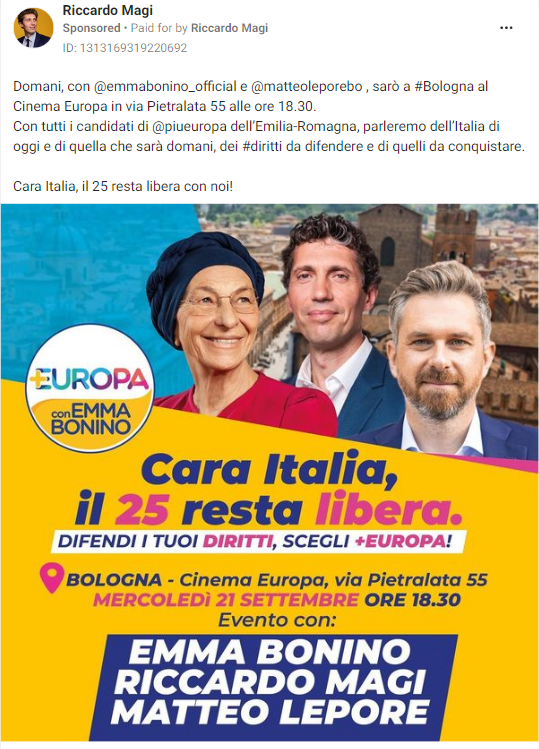 Riccardo Magi
Sponsored • Paid for by Riccardo Magi
ID: 1313169319220692
Domani, con @emmabonino_official e @matteoleporebo , sarò a #Bologna al
Cinema Europa in via Pietralata 55 alle ore 18.30.
Con tutti i candidati di @piueuropa dell'Emilia-Romagna, parleremo dell'Italia di
oggi e di quella che sarà domani, dei #diritti da difendere e di quelli da conquistare.
Cara Italia, il 25 resta libera con noi!
+EUROPA
con EMMA
BONINO
Cara Italia,
il 25 resta libera.
DIFENDI I TUOI DIRITTI, SCEGLI +EUROPA!
BOLOGNA - Cinema Europa, via Pietralata 55
MERCOLEDÌ 21 SETTEMBRE ORE 18.30
Evento con:
EMMA BONINO
RICCARDO MAGI
MATTEO LEPORE